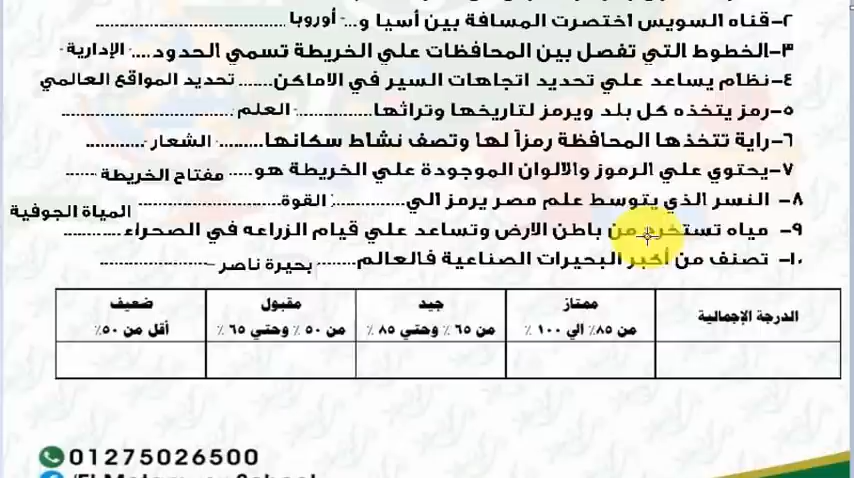 ٢-قناه السويس اختصرت المسافة بين أسيا و...- أوروبا
٣-الخطوط التي تفصل بين المحافظات علي الخريطة تسمي الحدود.... الإدارية-
٤-نظام يساعد علي تحديد اتجاهات السير في الاماكن...... تحديد المواقع العالمي
٥-رمز يتخذه كل بلد ويرمز لتاريخها وتراثها............- العلم
٦-راية تتخذها المحافظة رمزاً لها وتصف نشاط سكانها........ الشعار-
٧-يحتوي علي الرموز والالوان الموجودة علي الخريطة هو..... مفتاح الخريطة
٨- النسر الذي يتوسط علم مصر يرمز الي............: القوة
المياة الجوفية
٩- مياه تستخرج من باطن الارض وتساعد علي قيام الزراعه في الصحراء
١٠- تصنف من أكبر البحيرات الصناعية فالعالم....... بحيرة ناصر-
الدرجة الإجمالية ممتاز جيد مقبول ضعيف
من ٨٥٪ الي ١٠٠ ٪ من ٦٥ ٪ وحتي ٨٥ ٪ من ٥٠ ٪ وحتي ٦٥ ٪ أقل من ٥٠٪
01275026500